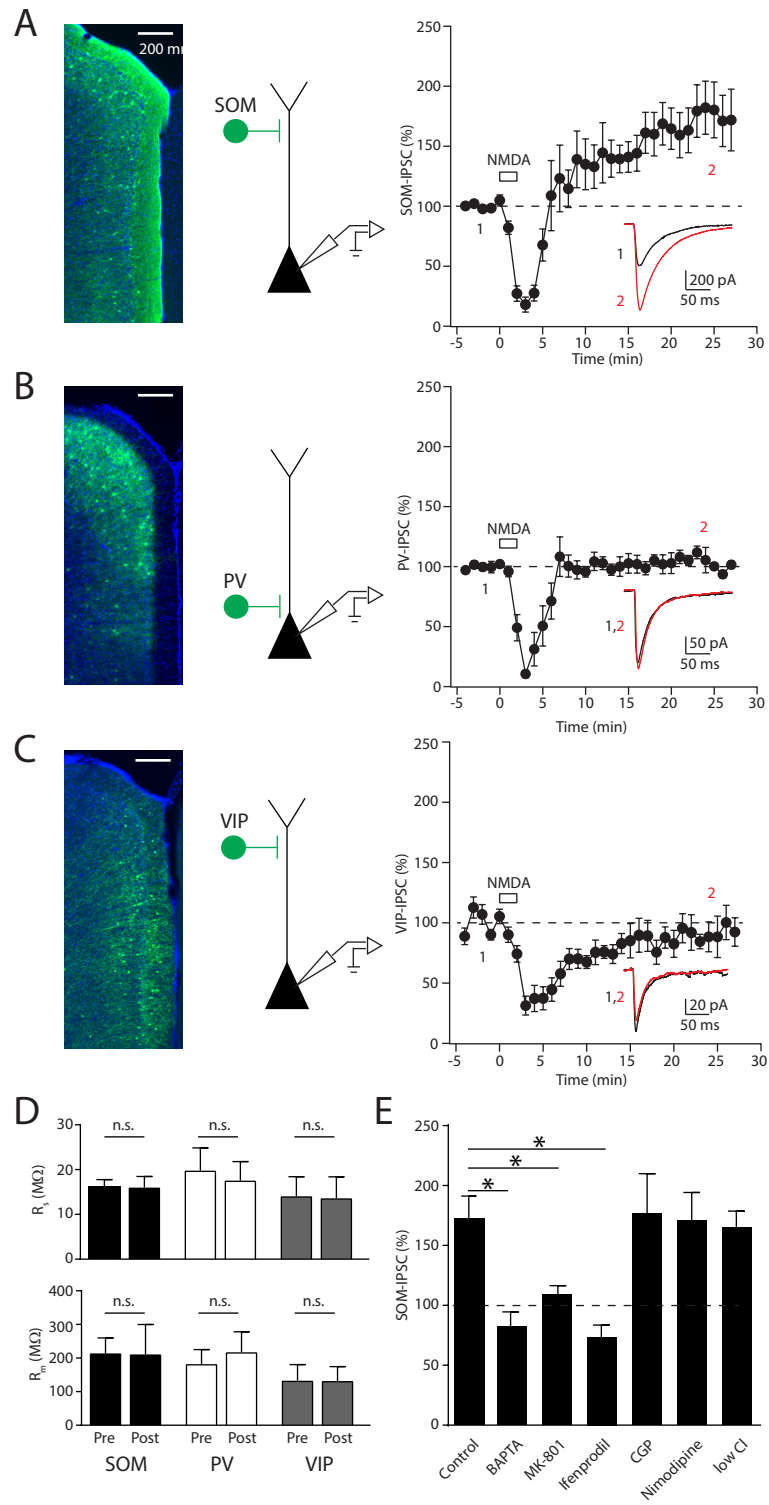 A
200 mm
SOM
SOM-IPSC (%)
250
200
150
100
50
0
NMDA
1
2
1
2
200 pA
50 ms
-5 0 5 10 15 20 25 30
Time (min)
B
PV
PV-IPSC (%)
250
200
150
100
50
0
NMDA
1
2
1,2
50 pA
50 ms
-5 0 5 10 15 20 25 30
Time (min)
C
VIP
VIP-IPSC (%)
250
200
150
100
50
0
NMDA
1
2
1,2
20 pA
50 ms
-5 0 5 10 15 20 25 30
Time (min)
D
n.s. n.s. n.s.
Rs (MΩ)
30
20
10
0
n.s. n.s. n.s.
Rm (MΩ)
400
300
200
100
0
Pre Post Pre Post Pre Post
SOM PV VIP
E
SOM-IPSC (%)
250
200
150
100
50
0
*
*
*
Control
BAPTA
MK-801
Ifenprodil
CGP
Nimodipine
low Cl